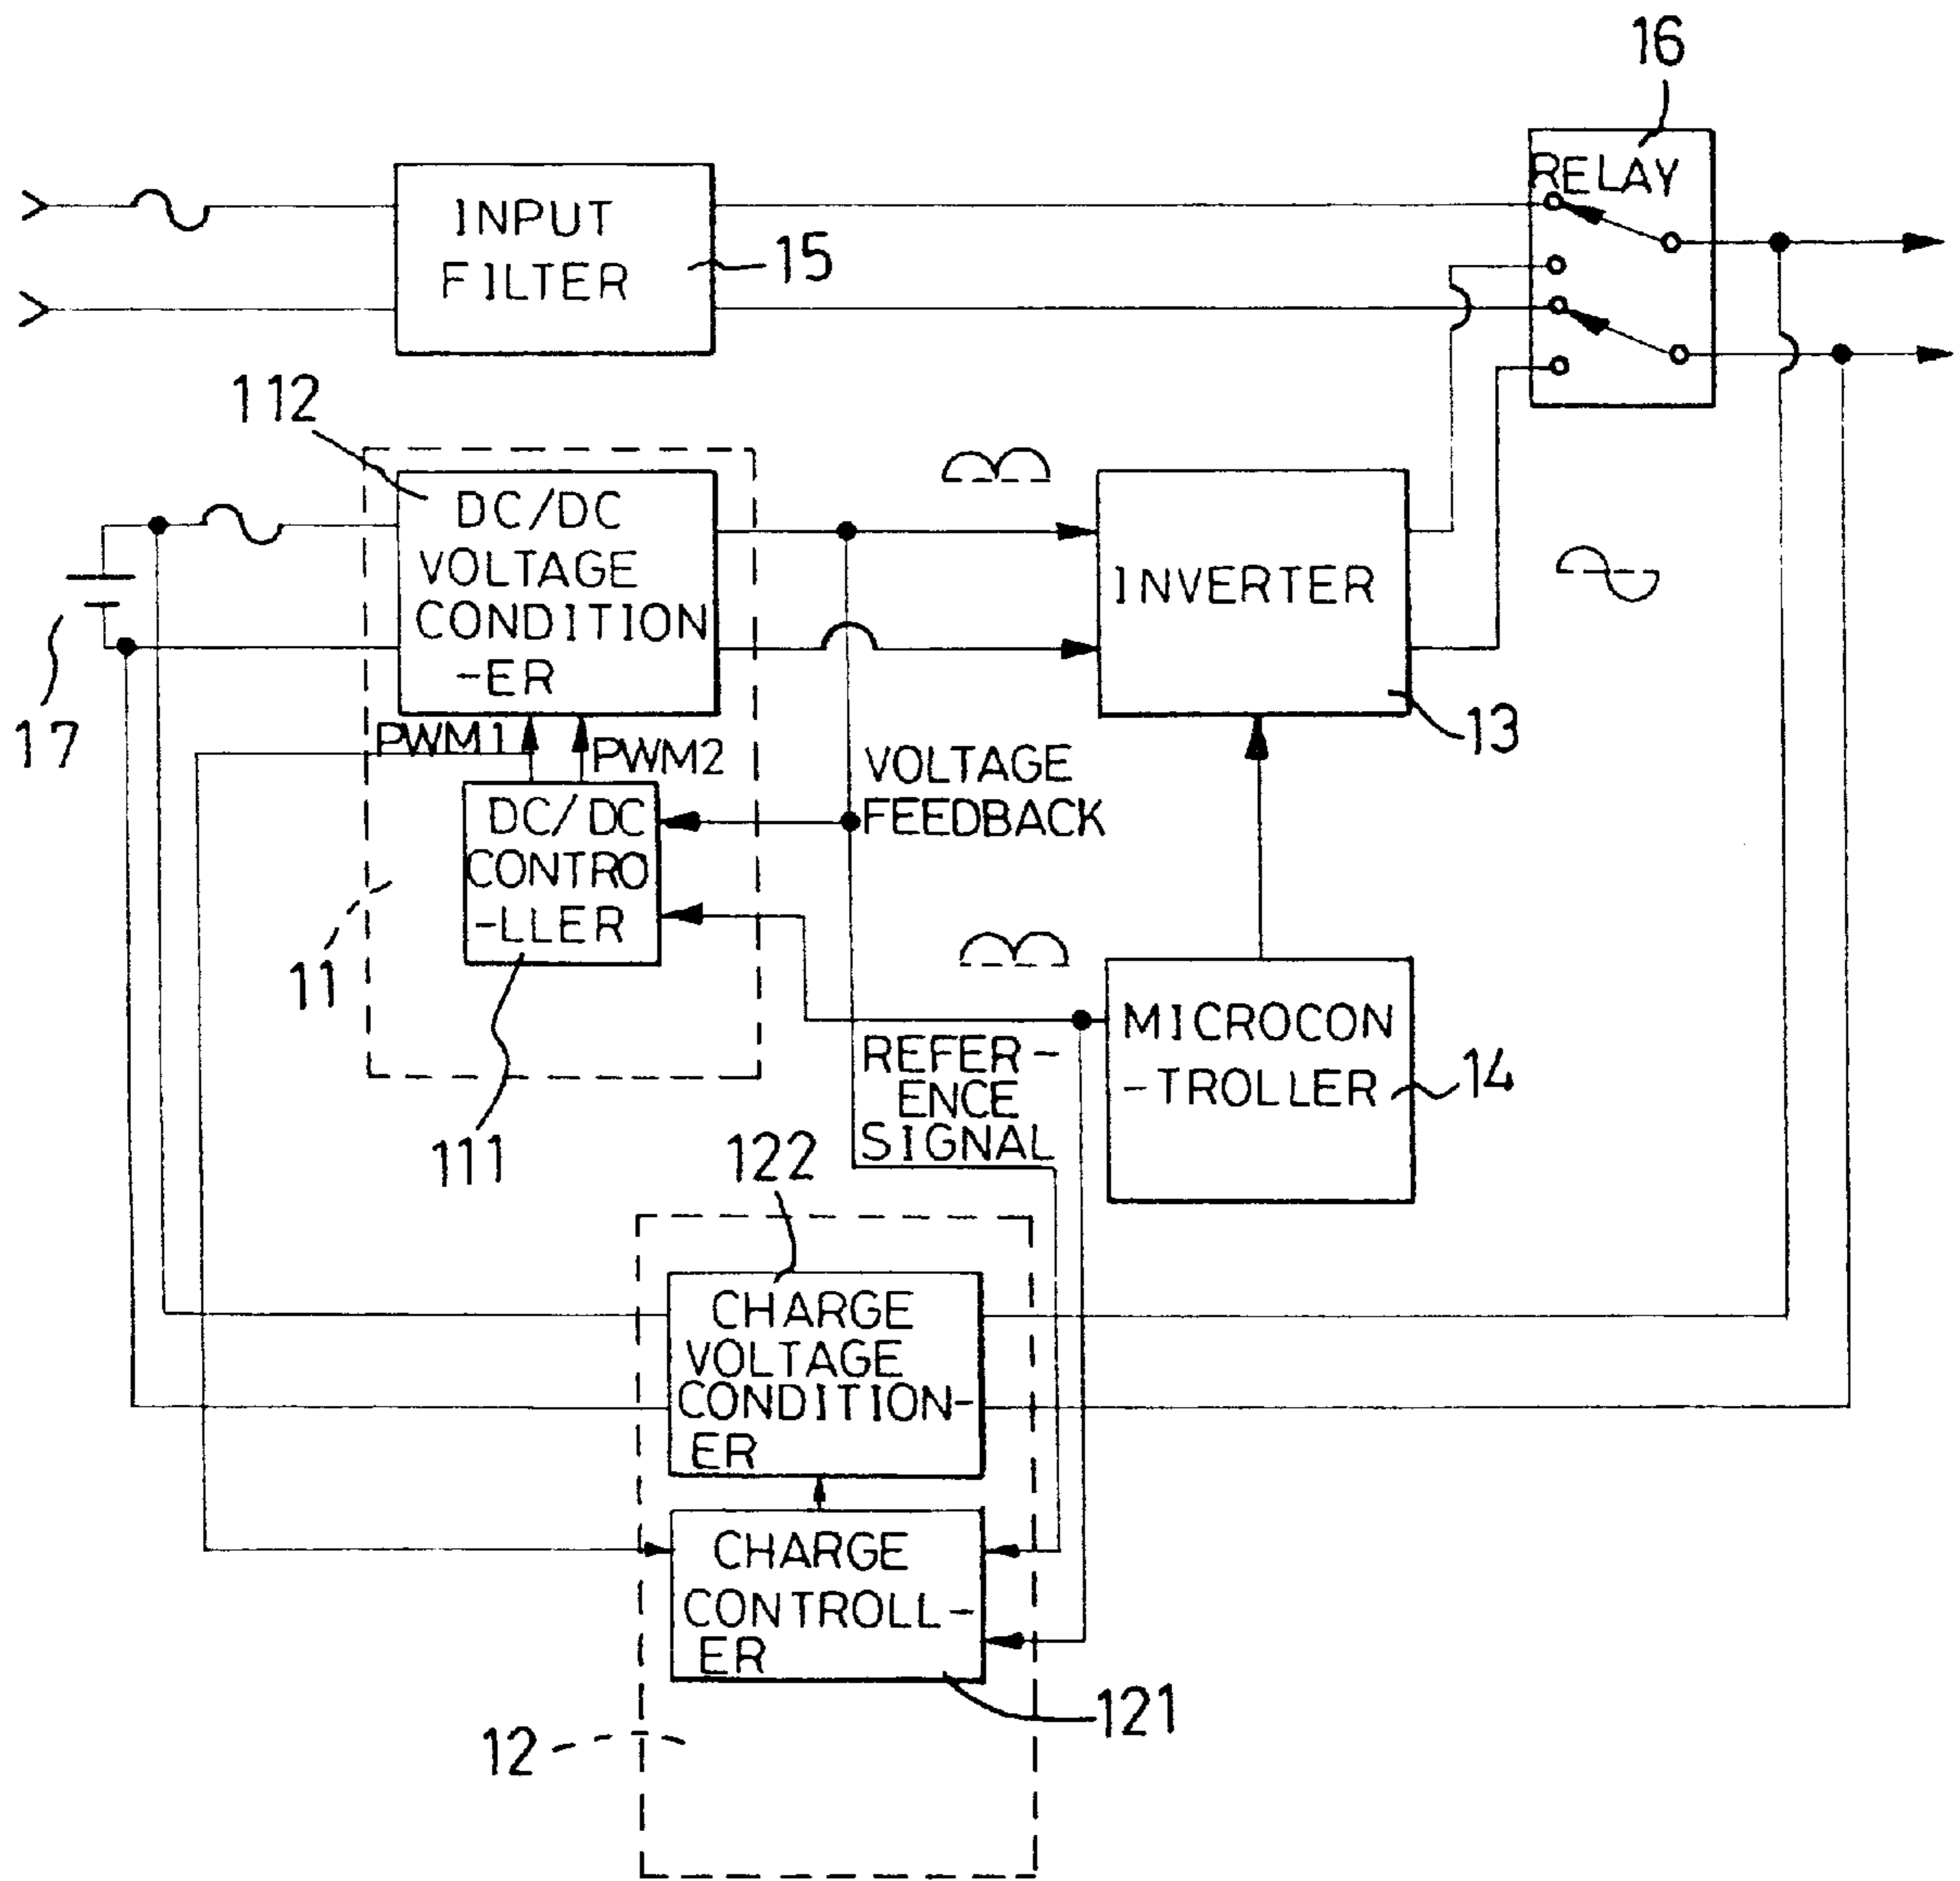 16
RELAY
INPUT
FILTER
15
112
DC/DC
VOLTAGE
CONDITION
-ER
INVERTER
17
13
PWM1
PWM2
VOLTAGE
FEEDBACK
DC/DC
CONTRO
-LLER
11
MICROCON
-TROLLER
14
REFER-
ENCE
SIGNAL
111
122
CHARGE
VOLTAGE
CONDITION-
ER
CHARGE
CONTROLL-
ER
121
12